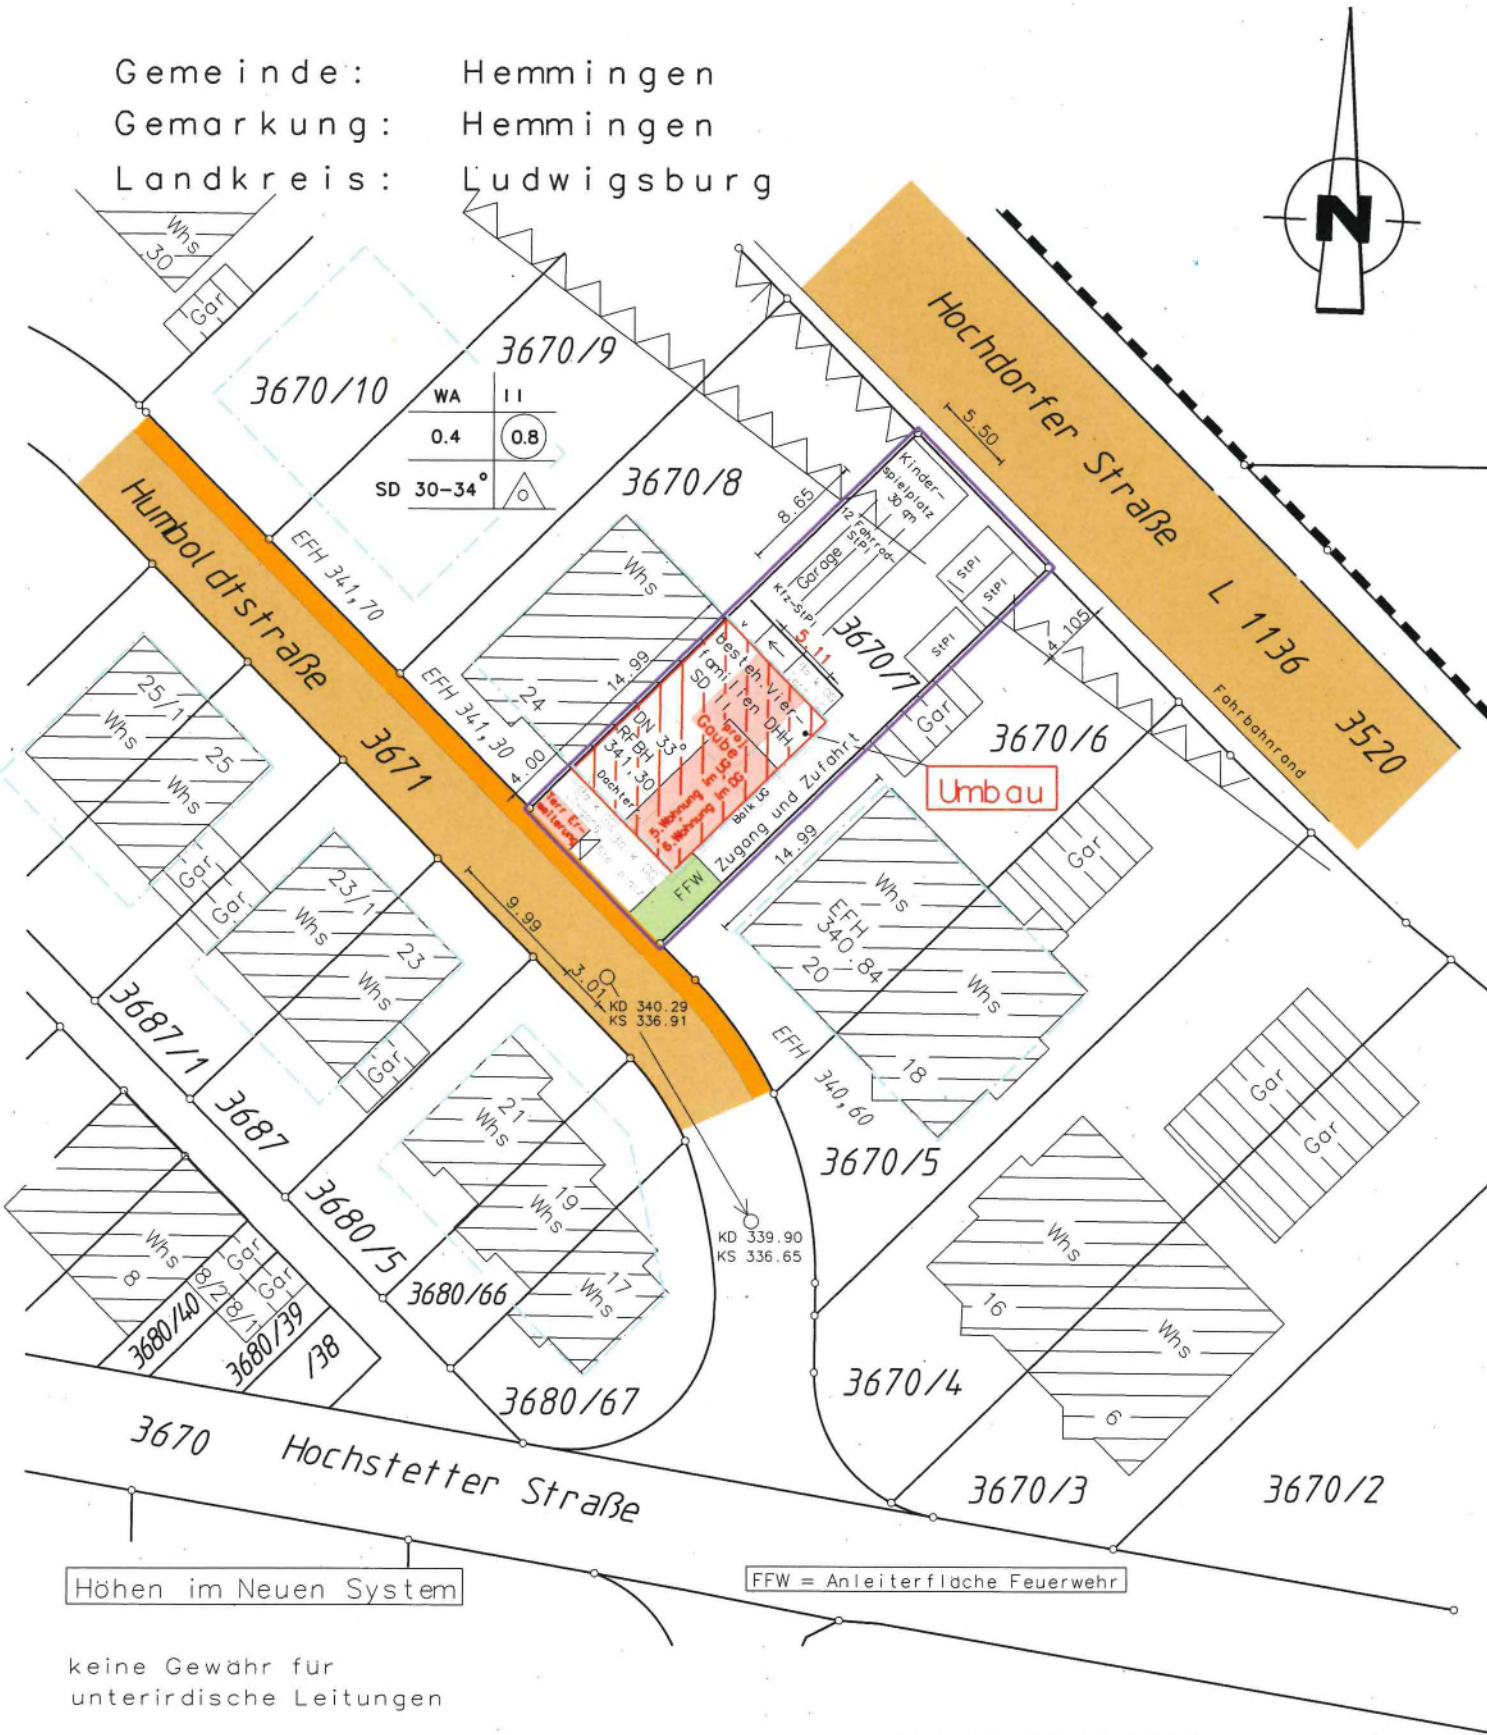 Gemeinde: Hemmingen
Gemarkung: Hemmingen
Landkreis: Ludwigsburg
N
Whs
30
Gar
3670/10
3670/9
WA II
0.4 0.8
SD 30-34°
3670/8
Hochdorfer Straße L 1136
3520
5.50
Fahrbahnrand
Humboldtstraße
3671
EFH 341,70
EFH 341,30
8.65
Kinder-
spielplatz
30 qm
12 Fahrrad-
StPl
Garage
Kfz-StPl
StPl
StPl
StPl
3670/7
5.11
4.105
Whs
24
14.99
4.00
besteh. Vier-
familien DHH
SD II
DN 33°
RFBH
341.30
Dachterr.
proj.
Gaube
5.Wohnung im UG
6.Wohnung im DG
Terr Er-
weiterung
Balk DG
Zugang und Zufahrt
FFW
Gar
3670/6
Umbau
14.99
Gar
Whs
EFH
340.84
20
Whs
18
25/1
Whs
25
Whs
Gar
Gar
23/1
Whs
23
Whs
Gar
9.99
3.01
KD 340.29
KS 336.91
EFH 340,60
3670/5
3687/1
3687
3680/5
21
Whs
19
Whs
17
Whs
KD 339.90
KS 336.65
3680/66
3680/67
Whs
8
Gar
8/2
Gar
8/1
3680/40
3680/39
/38
Gar
Gar
Whs
16
Whs
6
3670/4
3670/3
3670/2
3670 Hochstetter Straße
Höhen im Neuen System
FFW = Anleiterfläche Feuerwehr
keine Gewähr für
unterirdische Leitungen